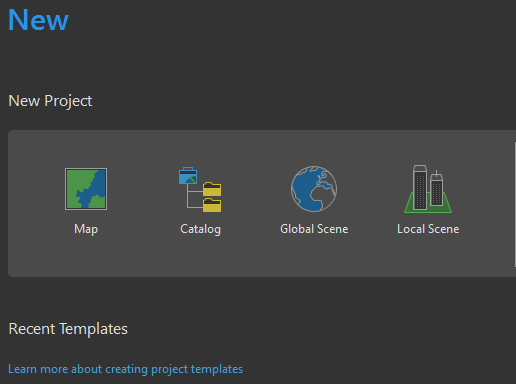 New
New Project
Map
Catalog
Global Scene
Local Scene
Recent Templates
Learn more about creating project templates